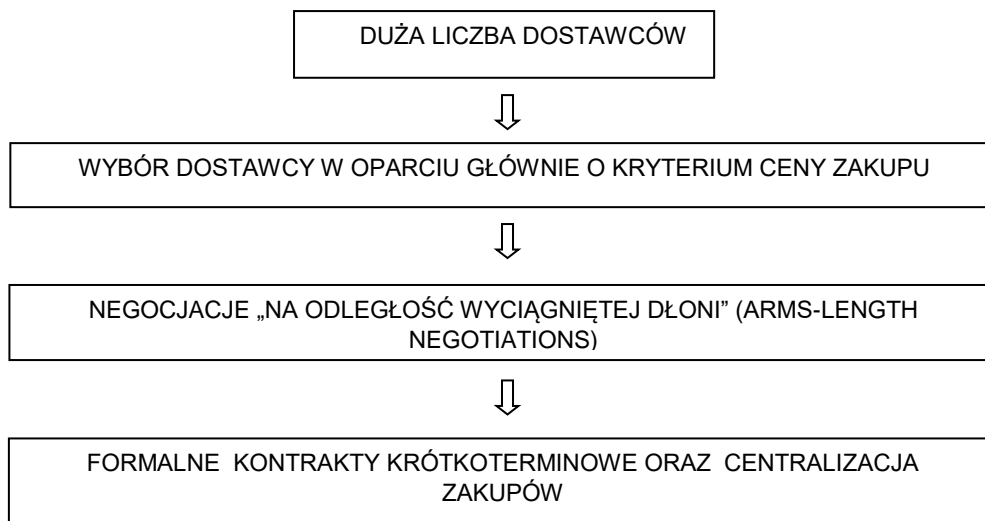 DUŻA LICZBA DOSTAWCÓW
WYBÓR DOSTAWCY W OPARCIU GŁÓWNIE O KRYTERIUM CENY ZAKUPU
NEGOCJACJE „NA ODLEGŁOŚĆ WYCIĄGNIĘTEJ DŁONI” (ARMS-LENGTH
NEGOTIATIONS)
FORMALNE KONTRAKTY KRÓTKOTERMINOWE ORAZ CENTRALIZACJA
ZAKUPÓW